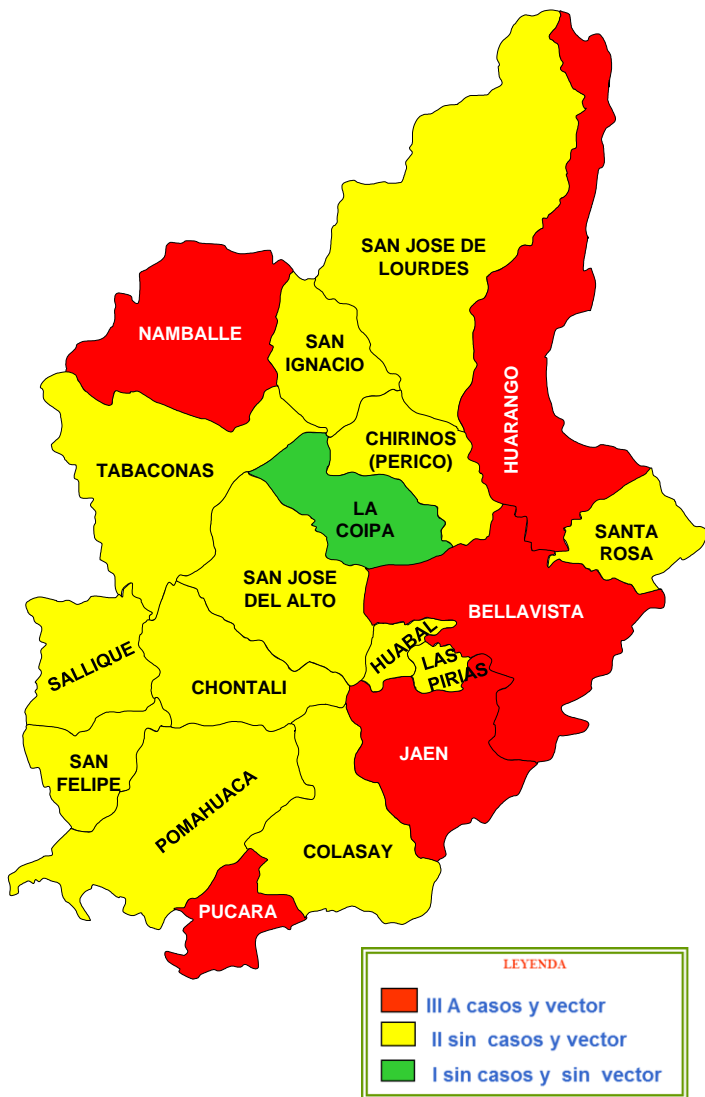 SAN JOSE DE
LOURDES
NAMBALLE
SAN
IGNACIO
HUARANGO
CHIRINOS
(PERICO)
TABACONAS
LA
COIPA
SANTA
ROSA
SAN JOSE
DEL ALTO
BELLAVISTA
HUABAL
LAS
PIRIAS
SALLIQUE
CHONTALI
JAEN
SAN
FELIPE
POMAHUACA
COLASAY
PUCARA
LEYENDA
III A casos y vector
II sin casos y vector
I sin casos y sin vector